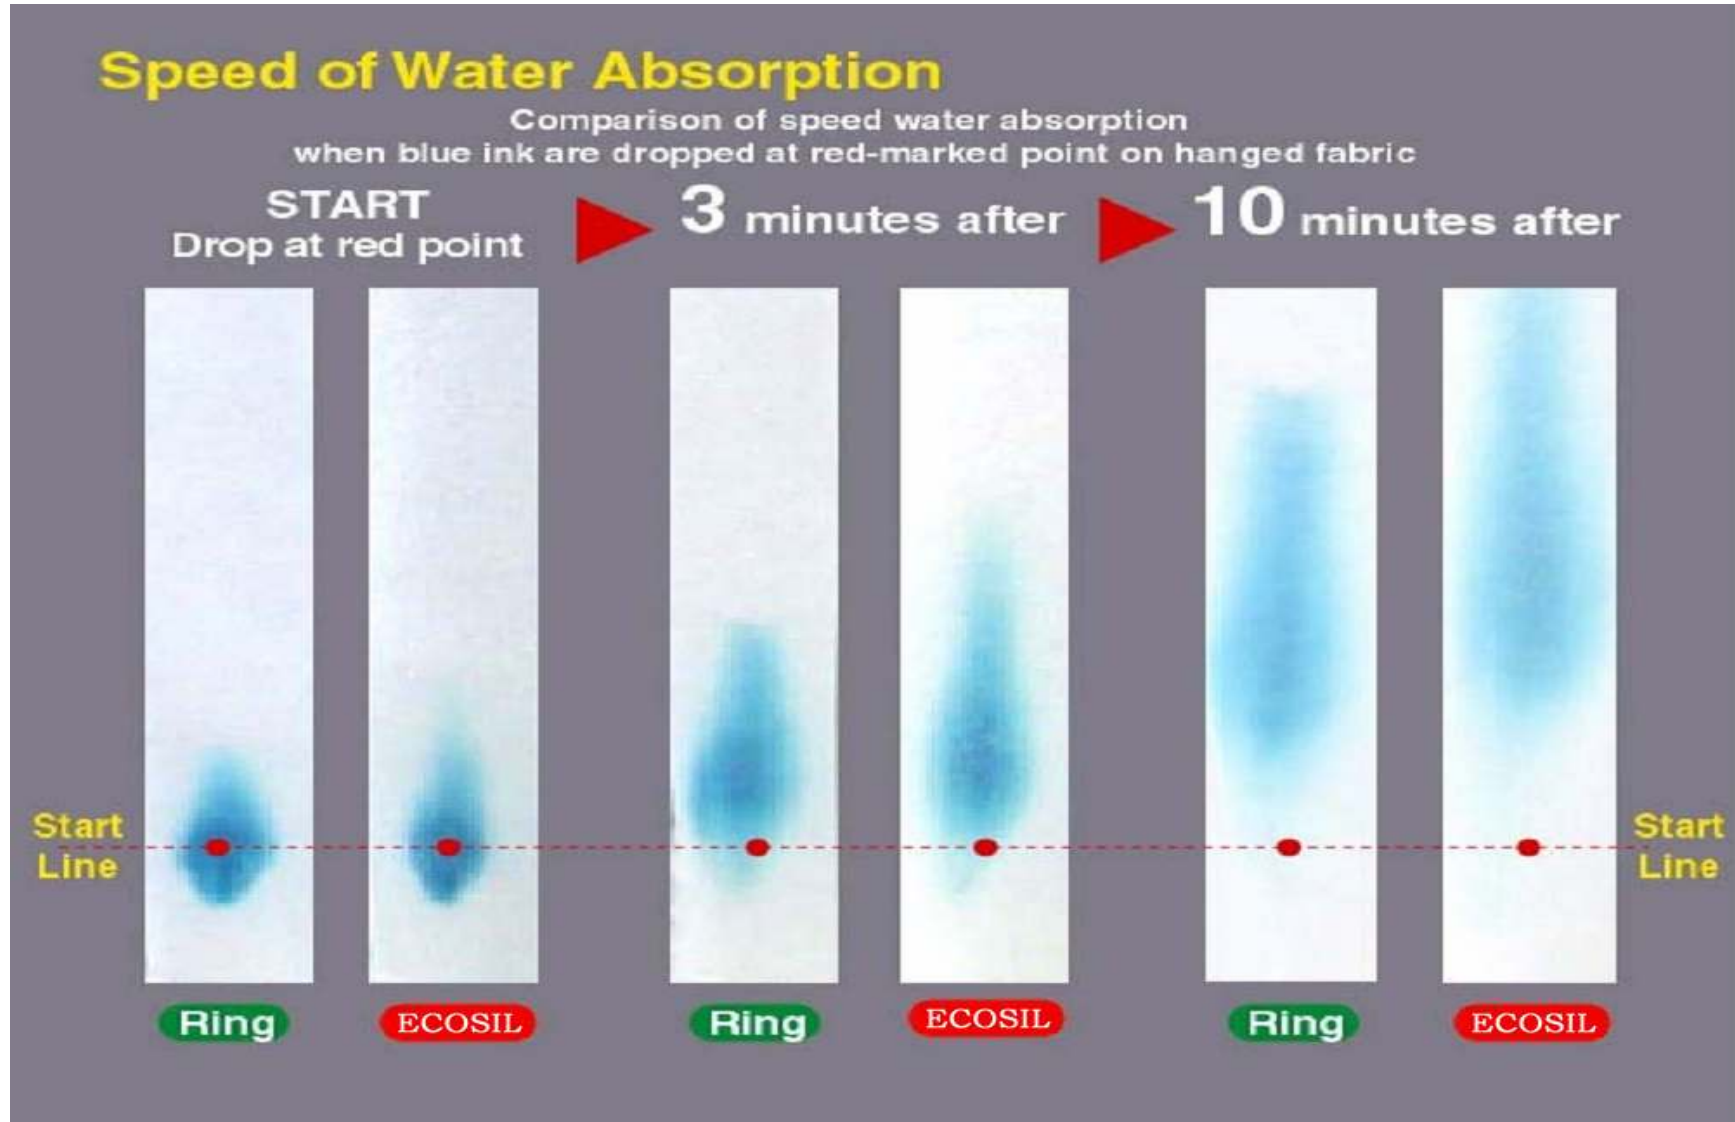 Speed of Water Absorption
Comparison of speed water absorption
when blue ink are dropped at red-marked point on hanged fabric
START
Drop at red point
3 minutes after
10 minutes after
Start
Line
Start
Line
Ring
ECOSIL
Ring
ECOSIL
Ring
ECOSIL